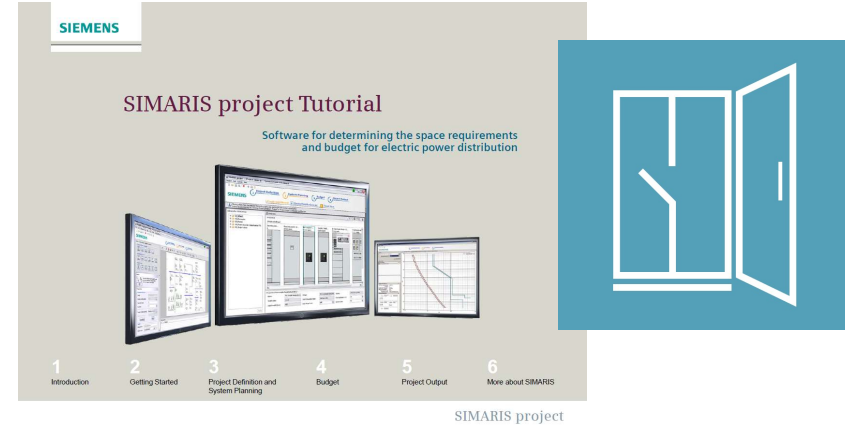 SIEMENS
SIMARIS project Tutorial
Software for determining the space requirements
and budget for electric power distribution
SIEMENS
1
Introduction
2
Getting Started
3
Project Definition and
System Planning
4
Budget
5
Project Output
6
More about SIMARIS
SIMARIS project